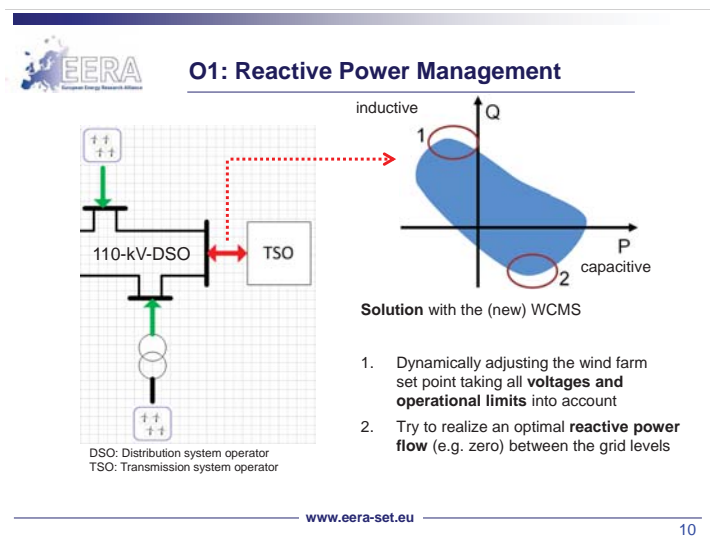 EERA
European Energy Research Alliance
O1: Reactive Power Management
inductive
Q
1
110-kV-DSO
TSO
P
capacitive
2
Solution with the (new) WCMS
1. Dynamically adjusting the wind farm
set point taking all voltages and
operational limits into account
2. Try to realize an optimal reactive power
flow (e.g. zero) between the grid levels
DSO: Distribution system operator
TSO: Transmission system operator
www.eera-set.eu
10